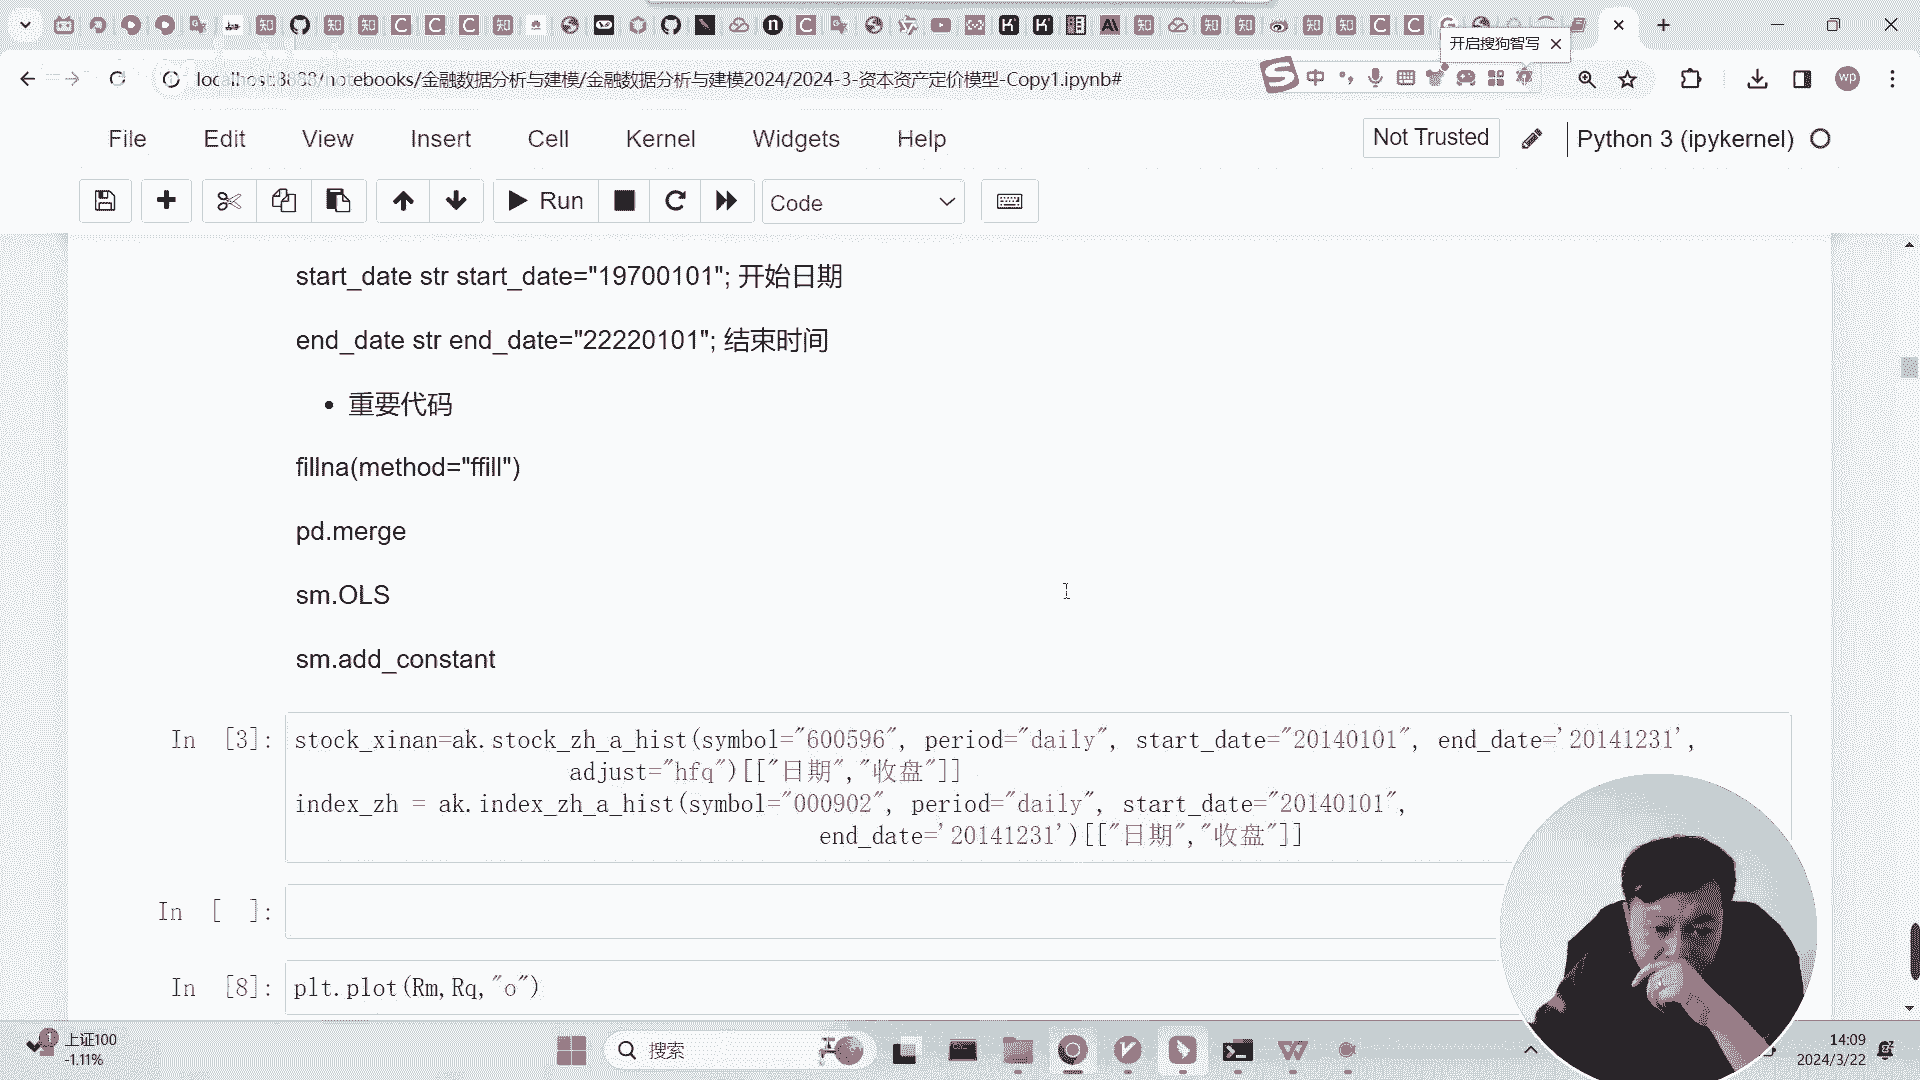 开启搜狗智写
localhost:8888/notebooks/金融数据分析与建模/金融数据分析与建模2024/2024-3-资本资产定价模型-Copy1.ipynb#
中
wp
File Edit View Insert Cell Kernel Widgets Help
Not Trusted
Python 3 (ipykernel)
Run
Code
start_date str start_date="19700101"; 开始日期
end_date str end_date="22220101"; 结束时间
• 重要代码
fillna(method="ffill")
pd.merge
sm.OLS
sm.add_constant
In [3]: stock_xinan=ak.stock_zh_a_hist(symbol="600596", period="daily", start_date="20140101", end_date='20141231',
adjust="hfq")[["日期","收盘"]]
index_zh = ak.index_zh_a_hist(symbol="000902", period="daily", start_date="20140101",
end_date='20141231')[["日期","收盘"]]
In [ ]:
In [8]: plt.plot(Rm,Rq,"o")
1
上证100
-1.11%
搜索
14:09
2024/3/22